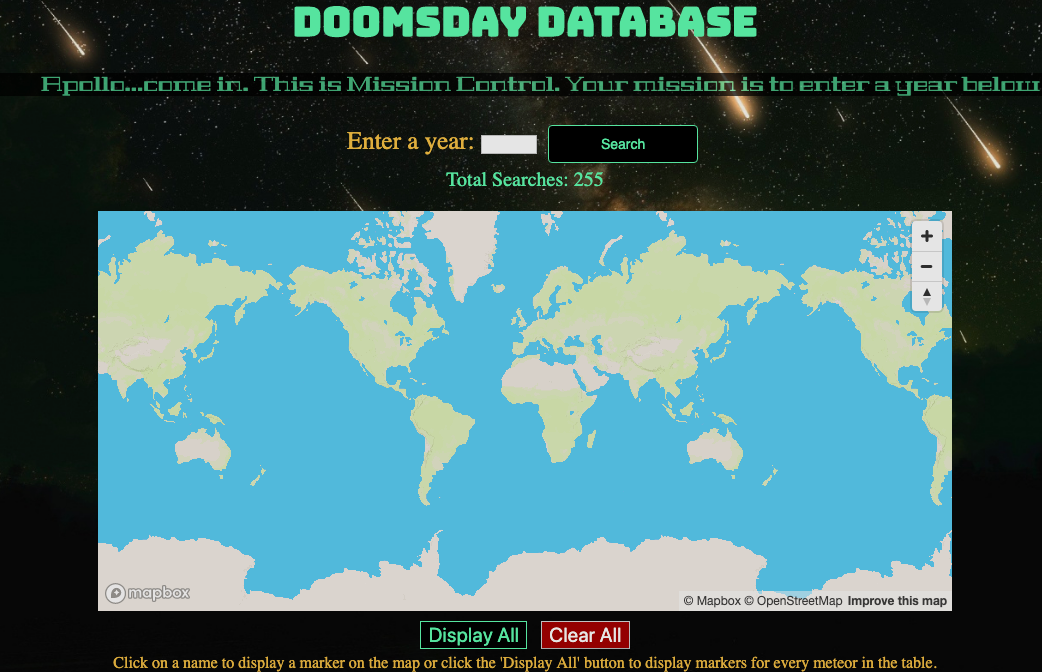 DOOMSDAY DATABASE
Apollo...come in. This is Mission Control. Your mission is to enter a year below
Enter a year:
Search
Total Searches: 255
mapbox
© Mapbox © OpenStreetMap Improve this map
Display All
Clear All
Click on a name to display a marker on the map or click the 'Display All' button to display markers for every meteor in the table.